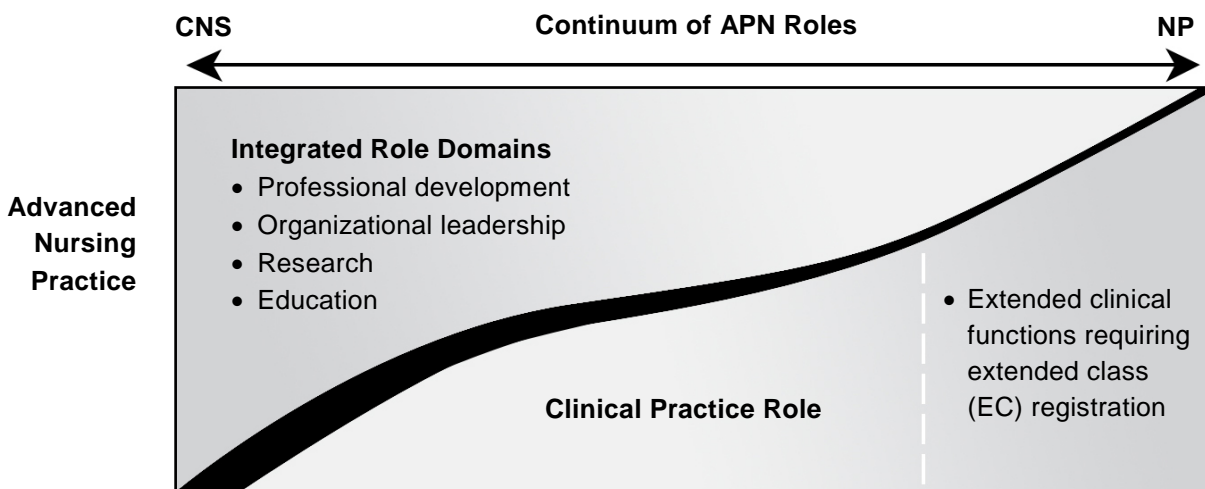 CNS
Continuum of APN Roles
NP
Advanced
Nursing
Practice
Integrated Role Domains
• Professional development
• Organizational leadership
• Research
• Education
Clinical Practice Role
• Extended clinical
functions requiring
extended class
(EC) registration